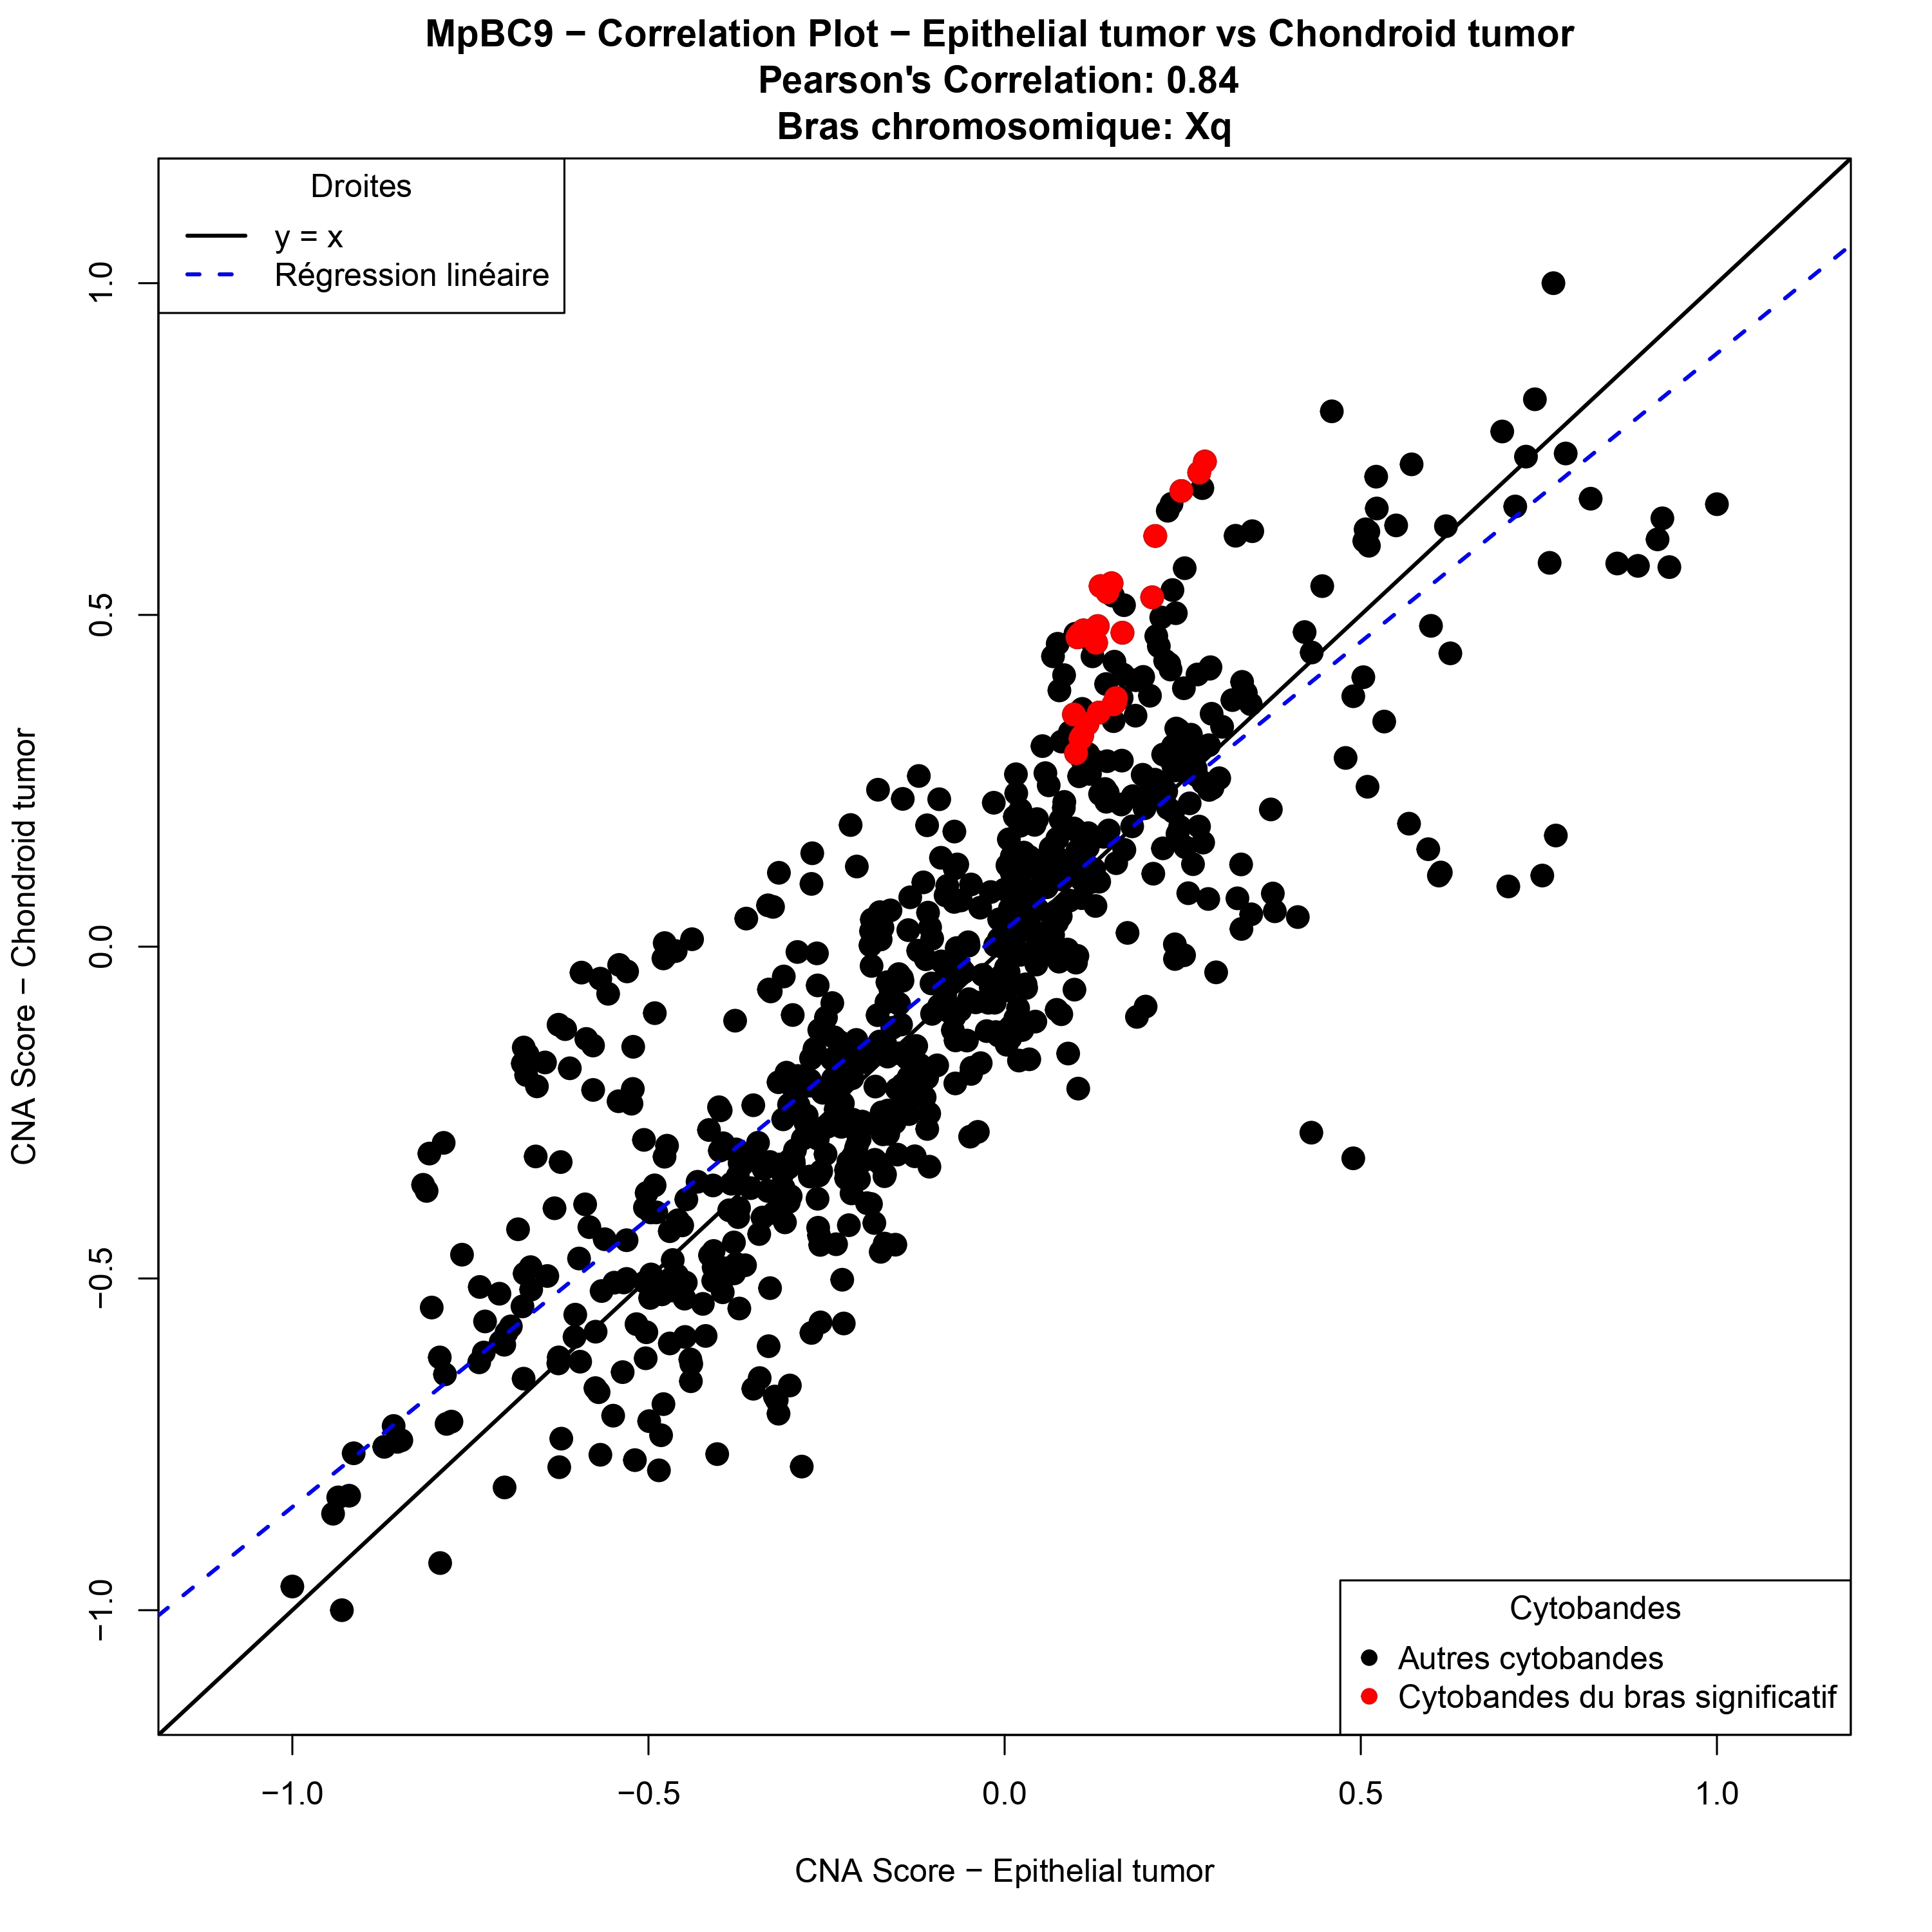 MpBC9 − Correlation Plot − Epithelial tumor vs Chondroid tumor
Pearson's Correlation: 0.84
Bras chromosomique: Xq
Droites
y = x
Régression linéaire
CNA Score − Chondroid tumor
1.0
0.5
0.0
−0.5
−1.0
Cytobandes
Autres cytobandes
Cytobandes du bras significatif
−1.0
−0.5
0.0
0.5
1.0
CNA Score − Epithelial tumor